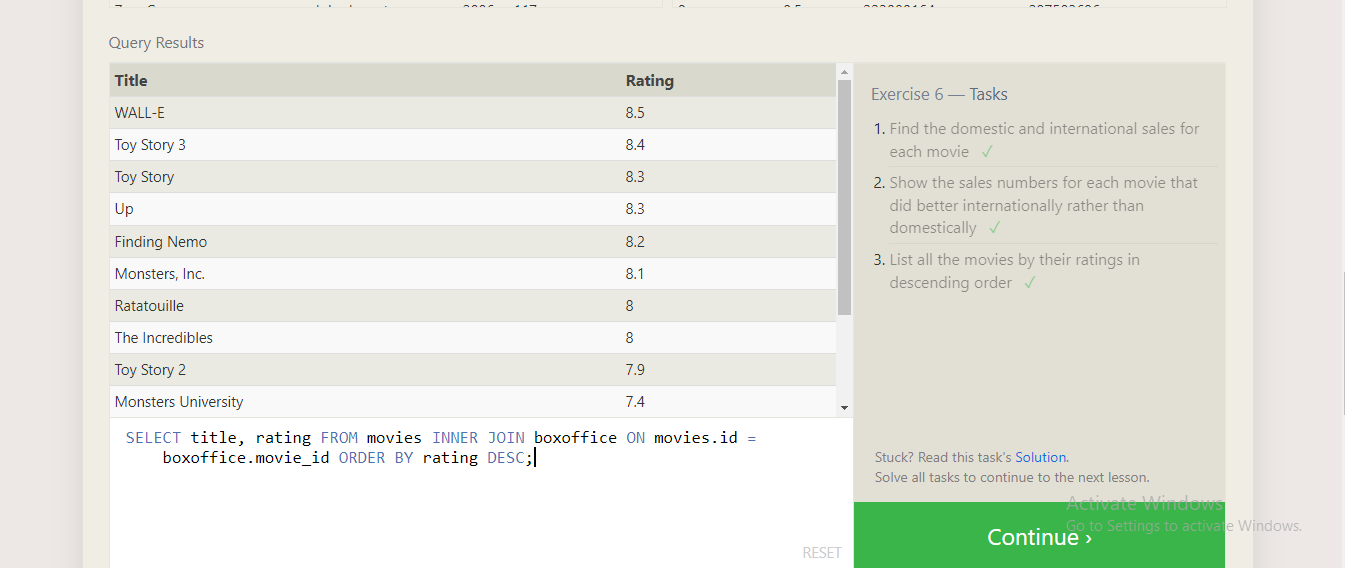 Query Results
Title Rating
WALL-E 8.5
Toy Story 3 8.4
Toy Story 8.3
Up 8.3
Finding Nemo 8.2
Monsters, Inc. 8.1
Ratatouille 8
The Incredibles 8
Toy Story 2 7.9
Monsters University 7.4
SELECT title, rating FROM movies INNER JOIN boxoffice ON movies.id =
boxoffice.movie_id ORDER BY rating DESC;
RESET
Exercise 6 — Tasks
1. Find the domestic and international sales for
each movie ✓
2. Show the sales numbers for each movie that
did better internationally rather than
domestically ✓
3. List all the movies by their ratings in
descending order ✓
Stuck? Read this task's Solution.
Solve all tasks to continue to the next lesson.
Continue ›
Activate Windows
Go to Settings to activate Windows.